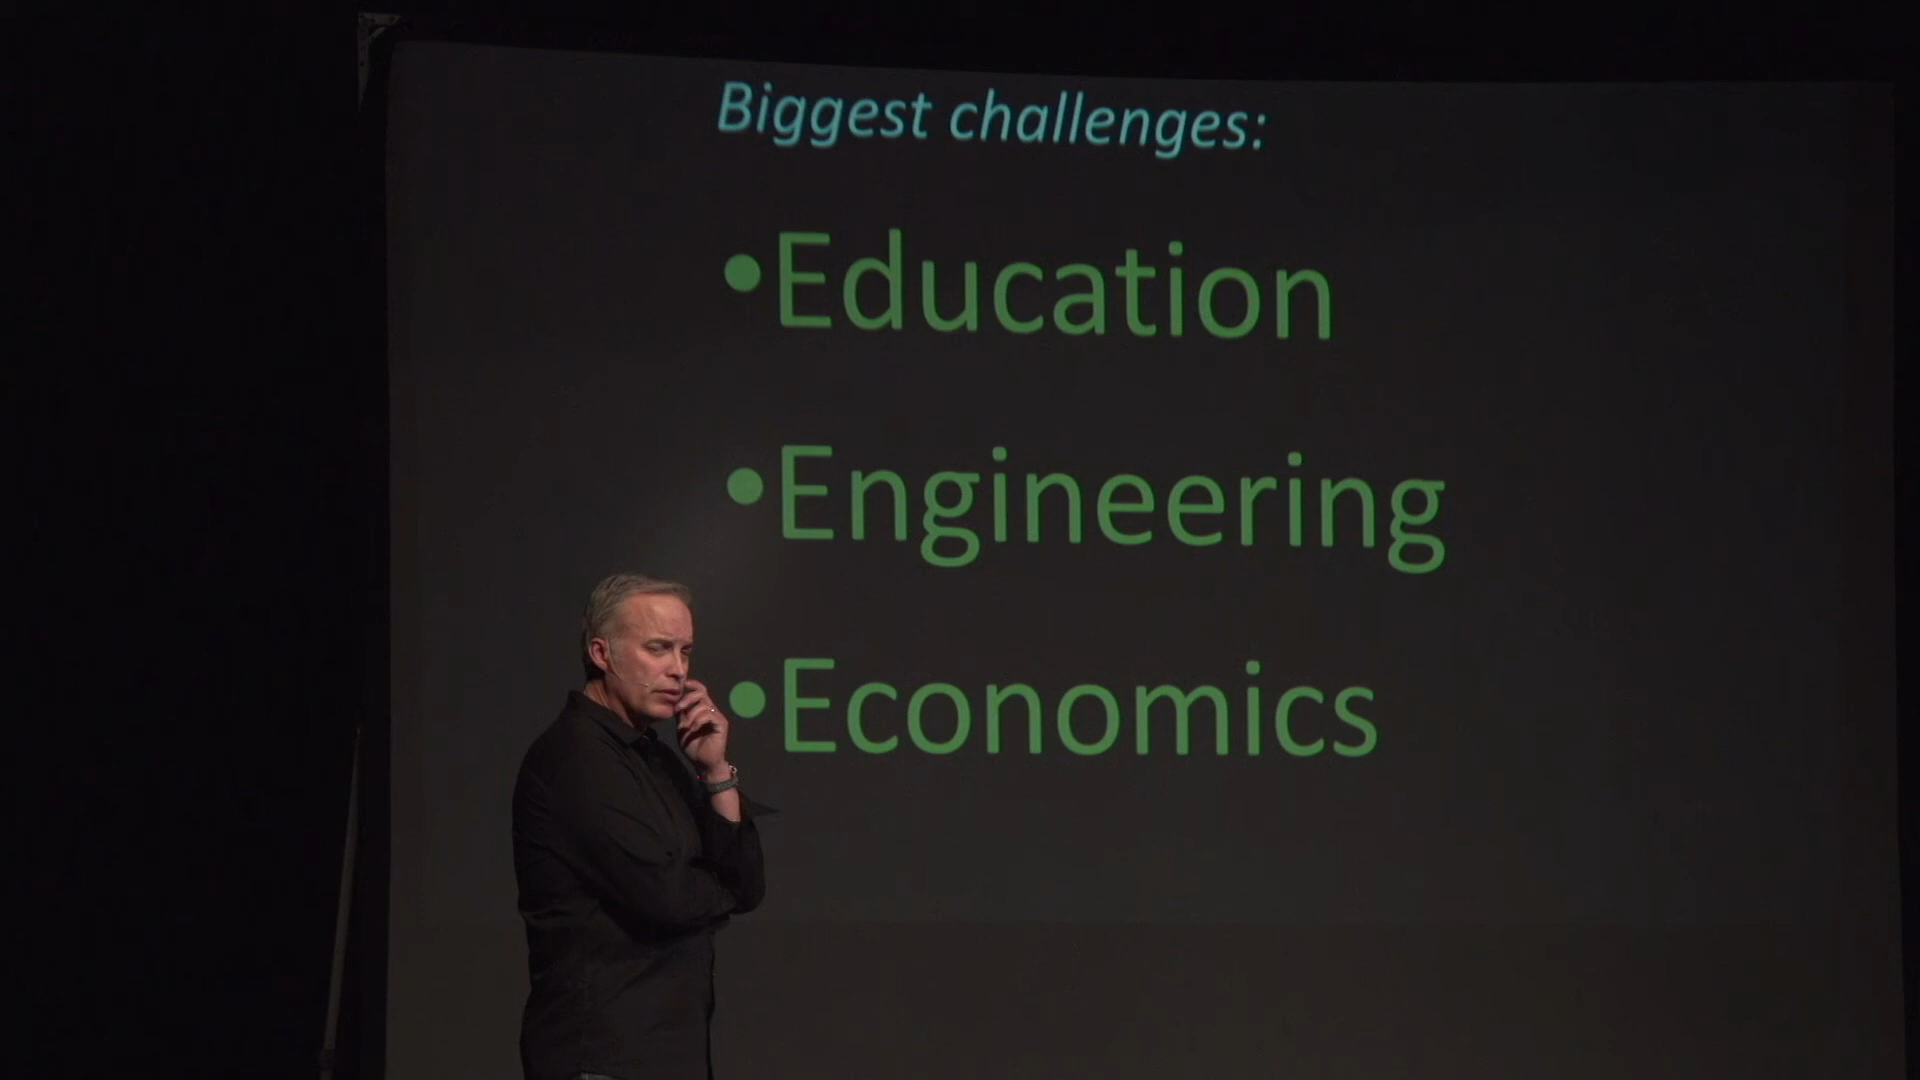 Biggest challenges:
•Education
•Engineering
•Economics